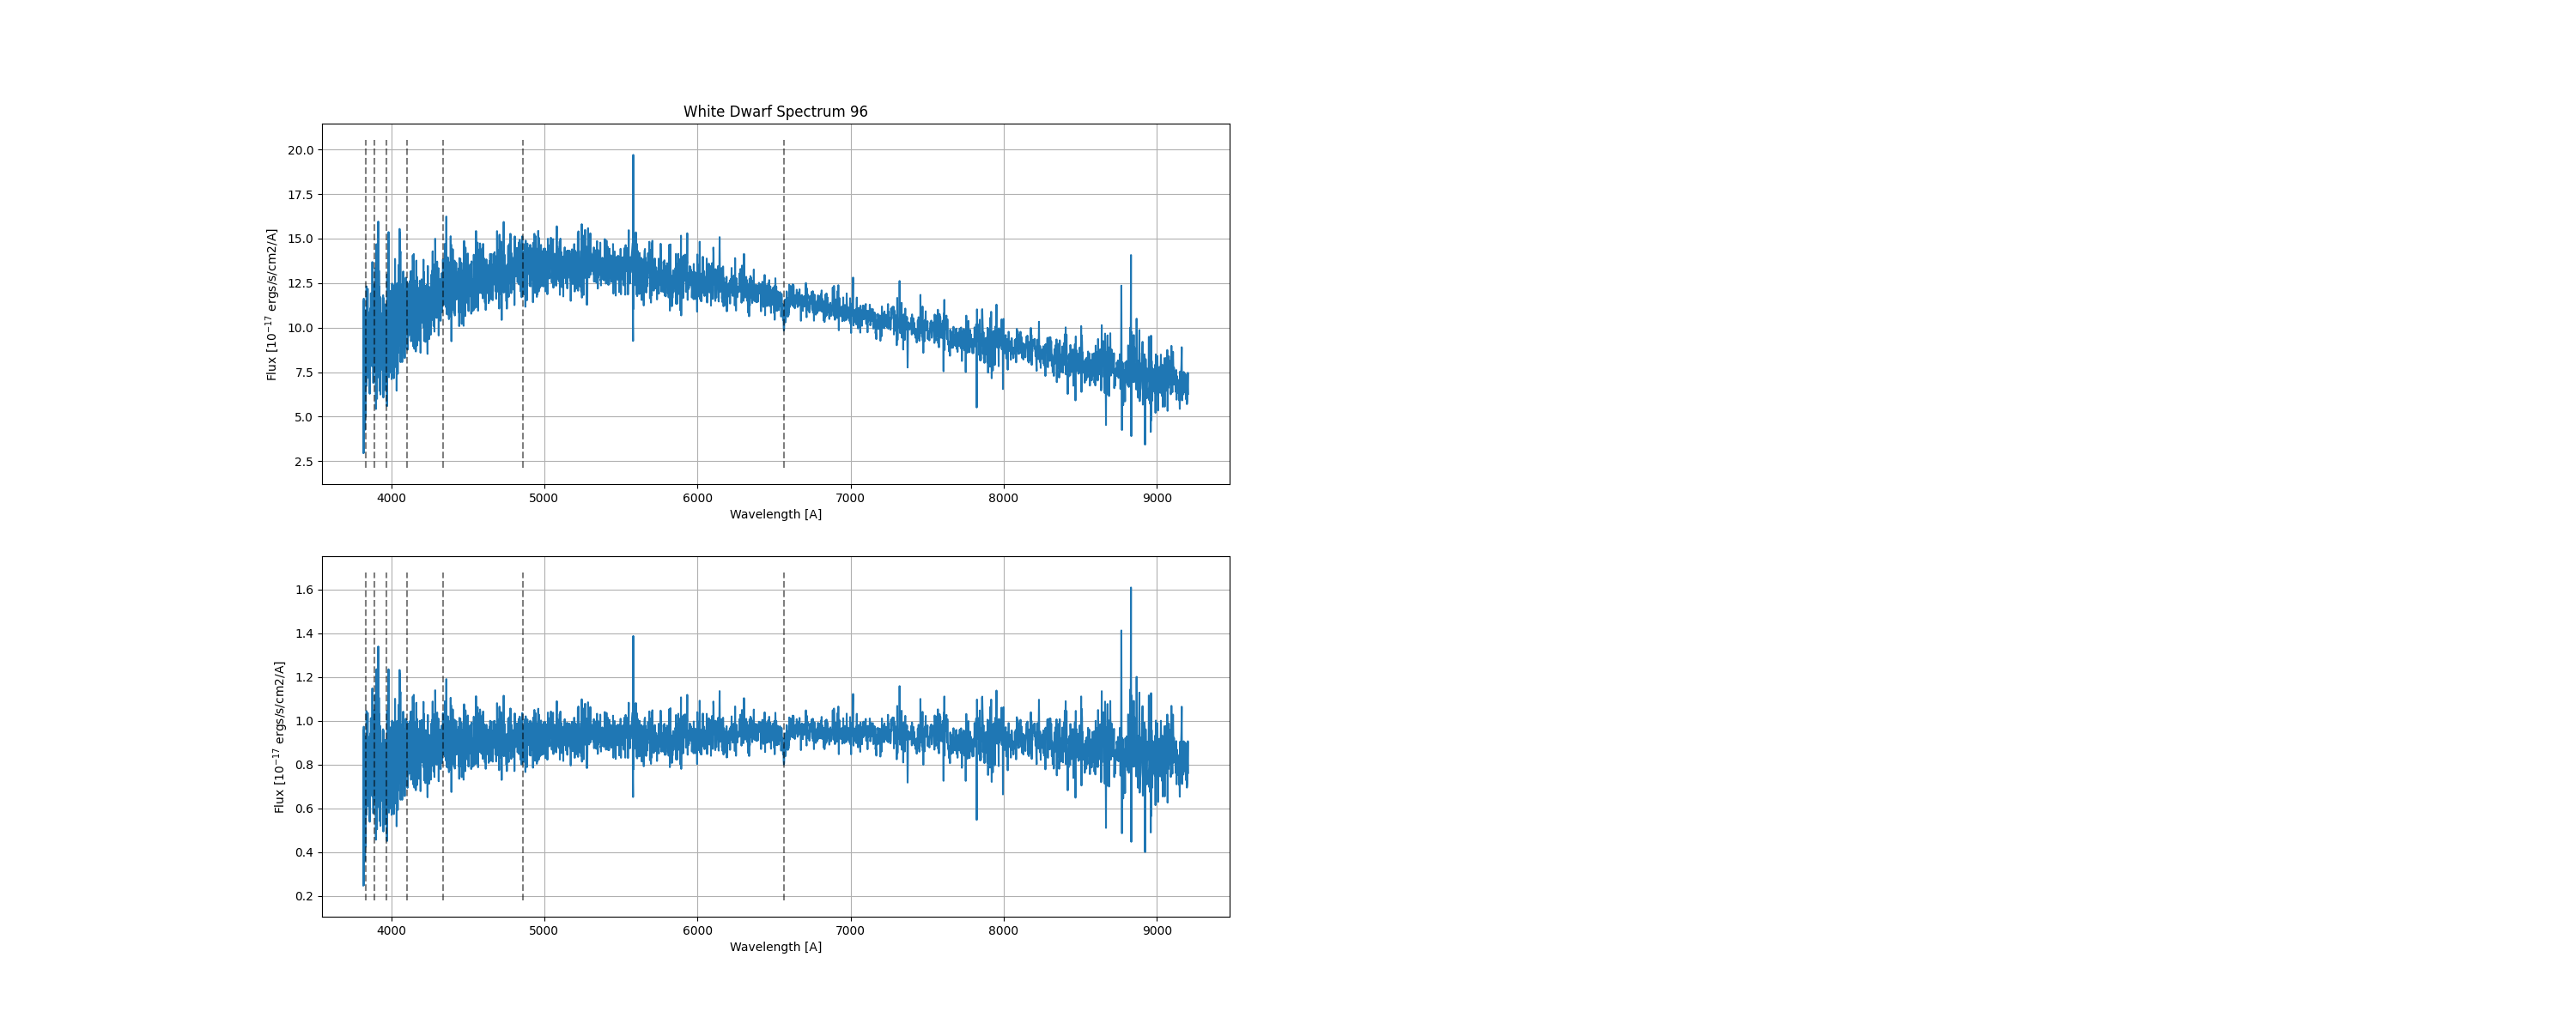 White Dwarf Spectrum 96
Flux [10⁻¹⁷ ergs/s/cm2/A]
20.0
17.5
15.0
12.5
10.0
7.5
5.0
2.5
4000 5000 6000 7000 8000 9000
Wavelength [A]
Flux [10⁻¹⁷ ergs/s/cm2/A]
1.6
1.4
1.2
1.0
0.8
0.6
0.4
0.2
4000 5000 6000 7000 8000 9000
Wavelength [A]